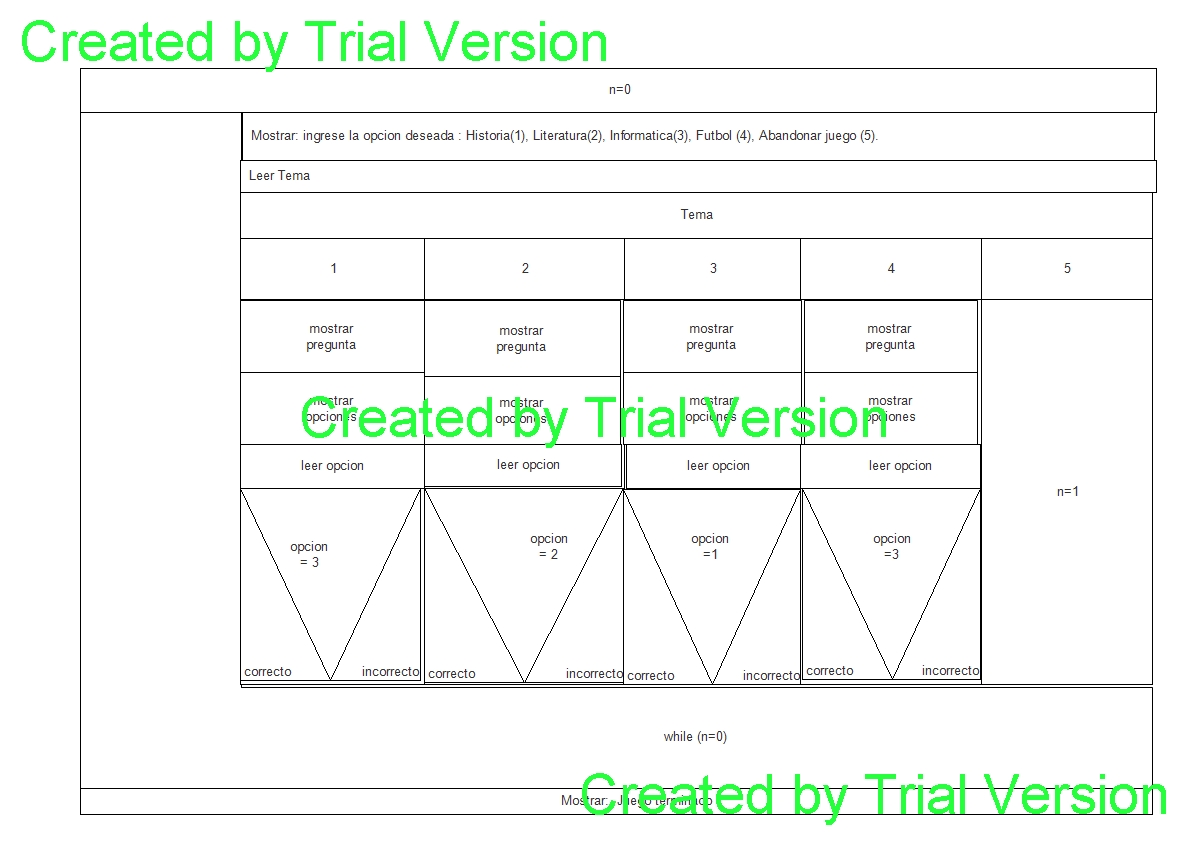 Created by Trial Version
n=0
Mostrar: ingrese la opcion deseada : Historia(1), Literatura(2), Informatica(3), Futbol (4), Abandonar juego (5).
Leer Tema
Tema
1
2
3
4
5
mostrar
pregunta
mostrar
pregunta
mostrar
pregunta
mostrar
pregunta
mostrar
opciones
mostrar
opciones
mostrar
opciones
mostrar
opciones
Created by Trial Version
leer opcion
leer opcion
leer opcion
leer opcion
n=1
opcion
= 3
opcion
= 2
opcion
=1
opcion
=3
correcto
incorrecto
correcto
incorrecto
correcto
incorrecto
correcto
incorrecto
while (n=0)
Created by Trial Version
Mostrar: Juego terminado